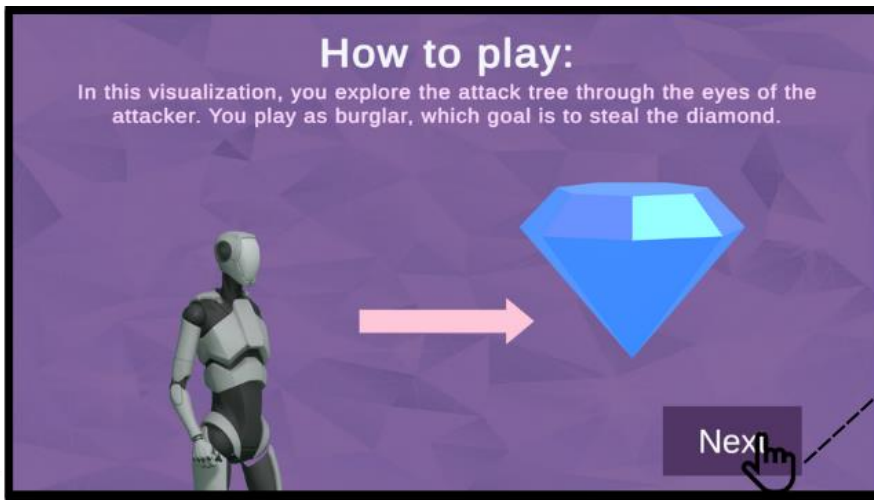 How to play:
In this visualization, you explore the attack tree through the eyes of the
attacker. You play as burglar, which goal is to steal the diamond.
Next